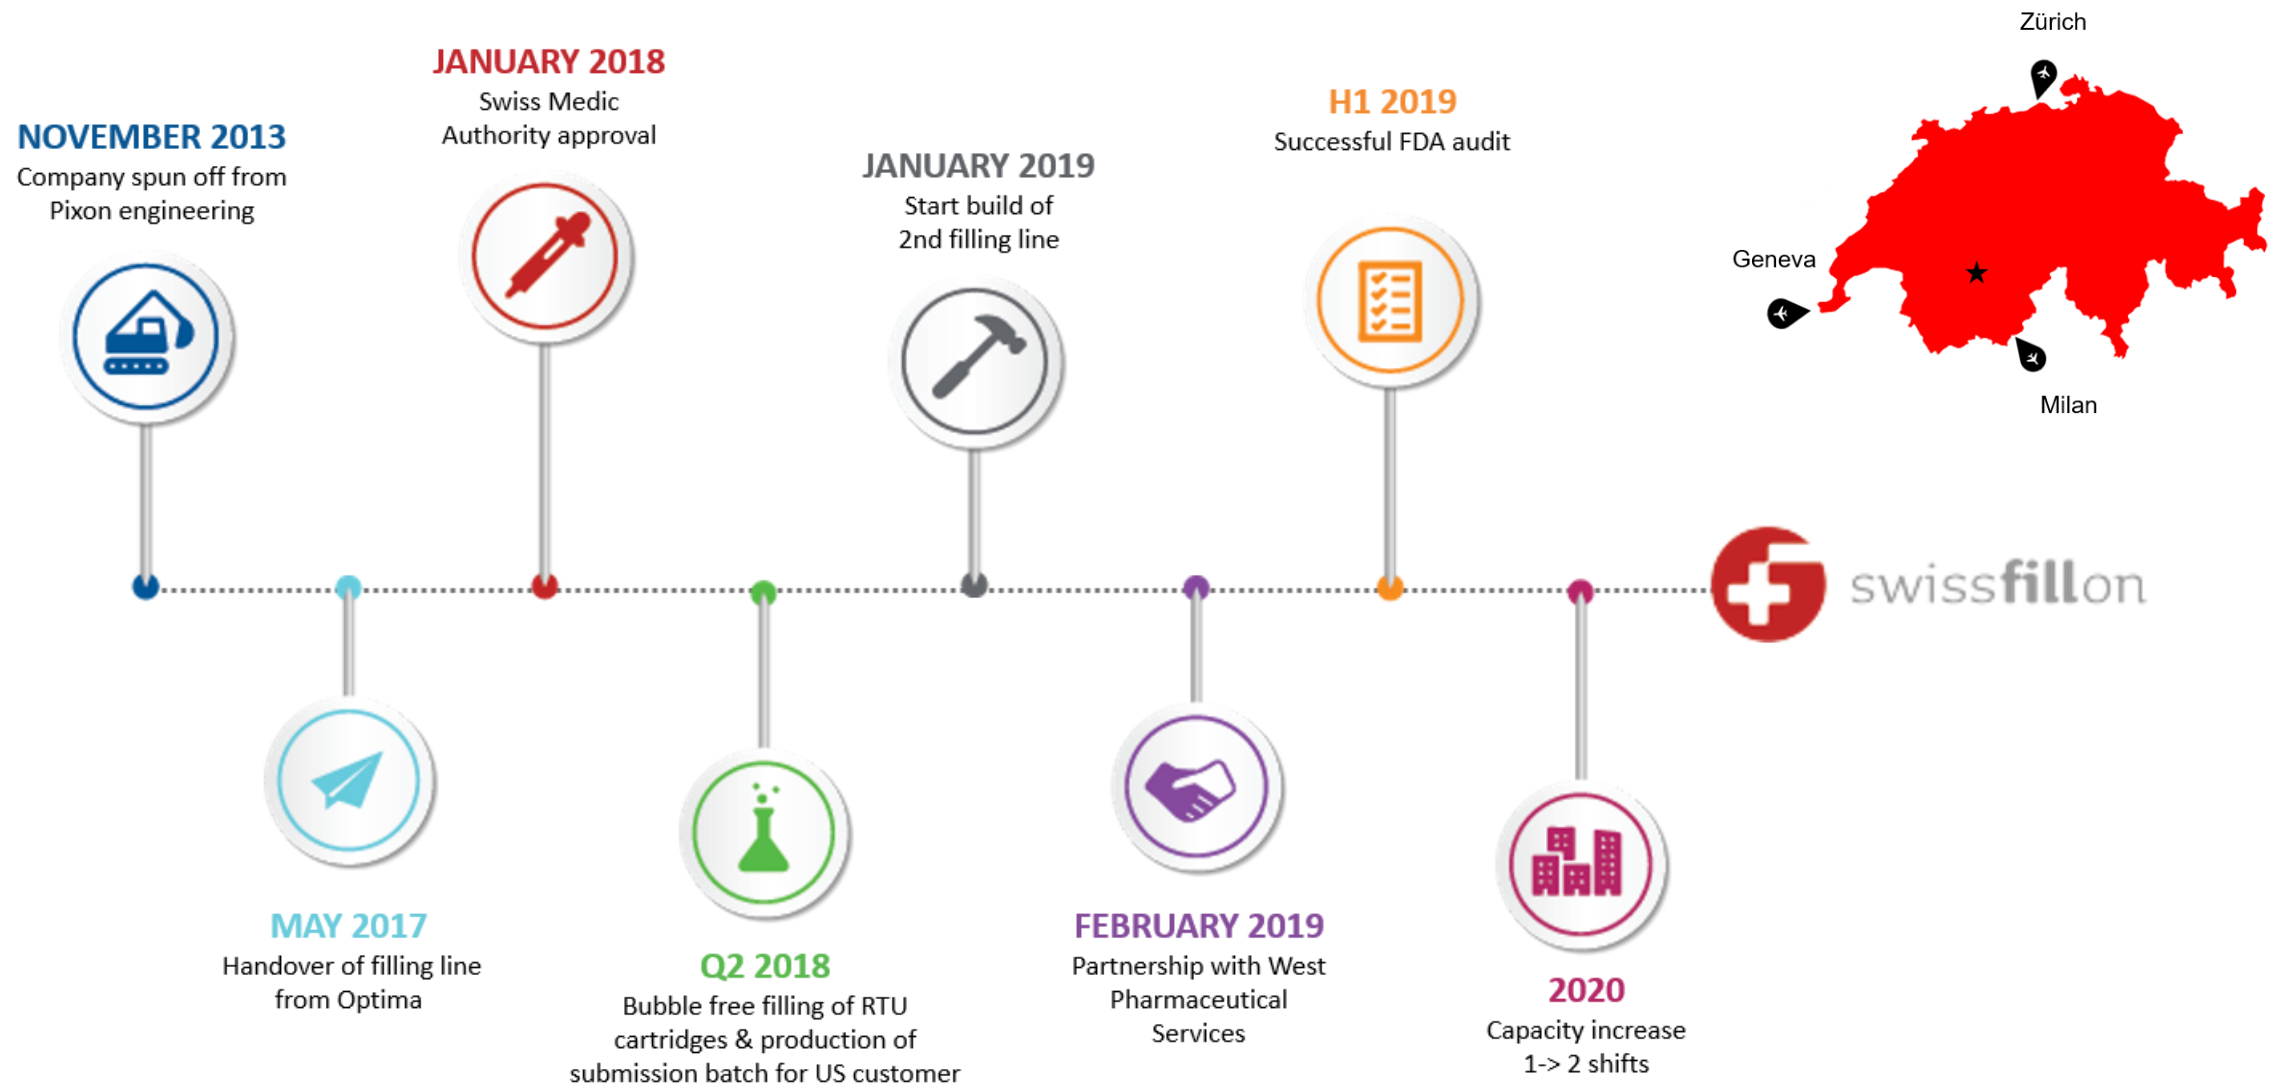 NOVEMBER 2013
Company spun off from
Pixon engineering
MAY 2017
Handover of filling line
from Optima
JANUARY 2018
Swiss Medic
Authority approval
Q2 2018
Bubble free filling of RTU
cartridges & production of
submission batch for US customer
JANUARY 2019
Start build of
2nd filling line
FEBRUARY 2019
Partnership with West
Pharmaceutical
Services
H1 2019
Successful FDA audit
2020
Capacity increase
1-> 2 shifts
Zürich
Geneva
Milan
swissfillon